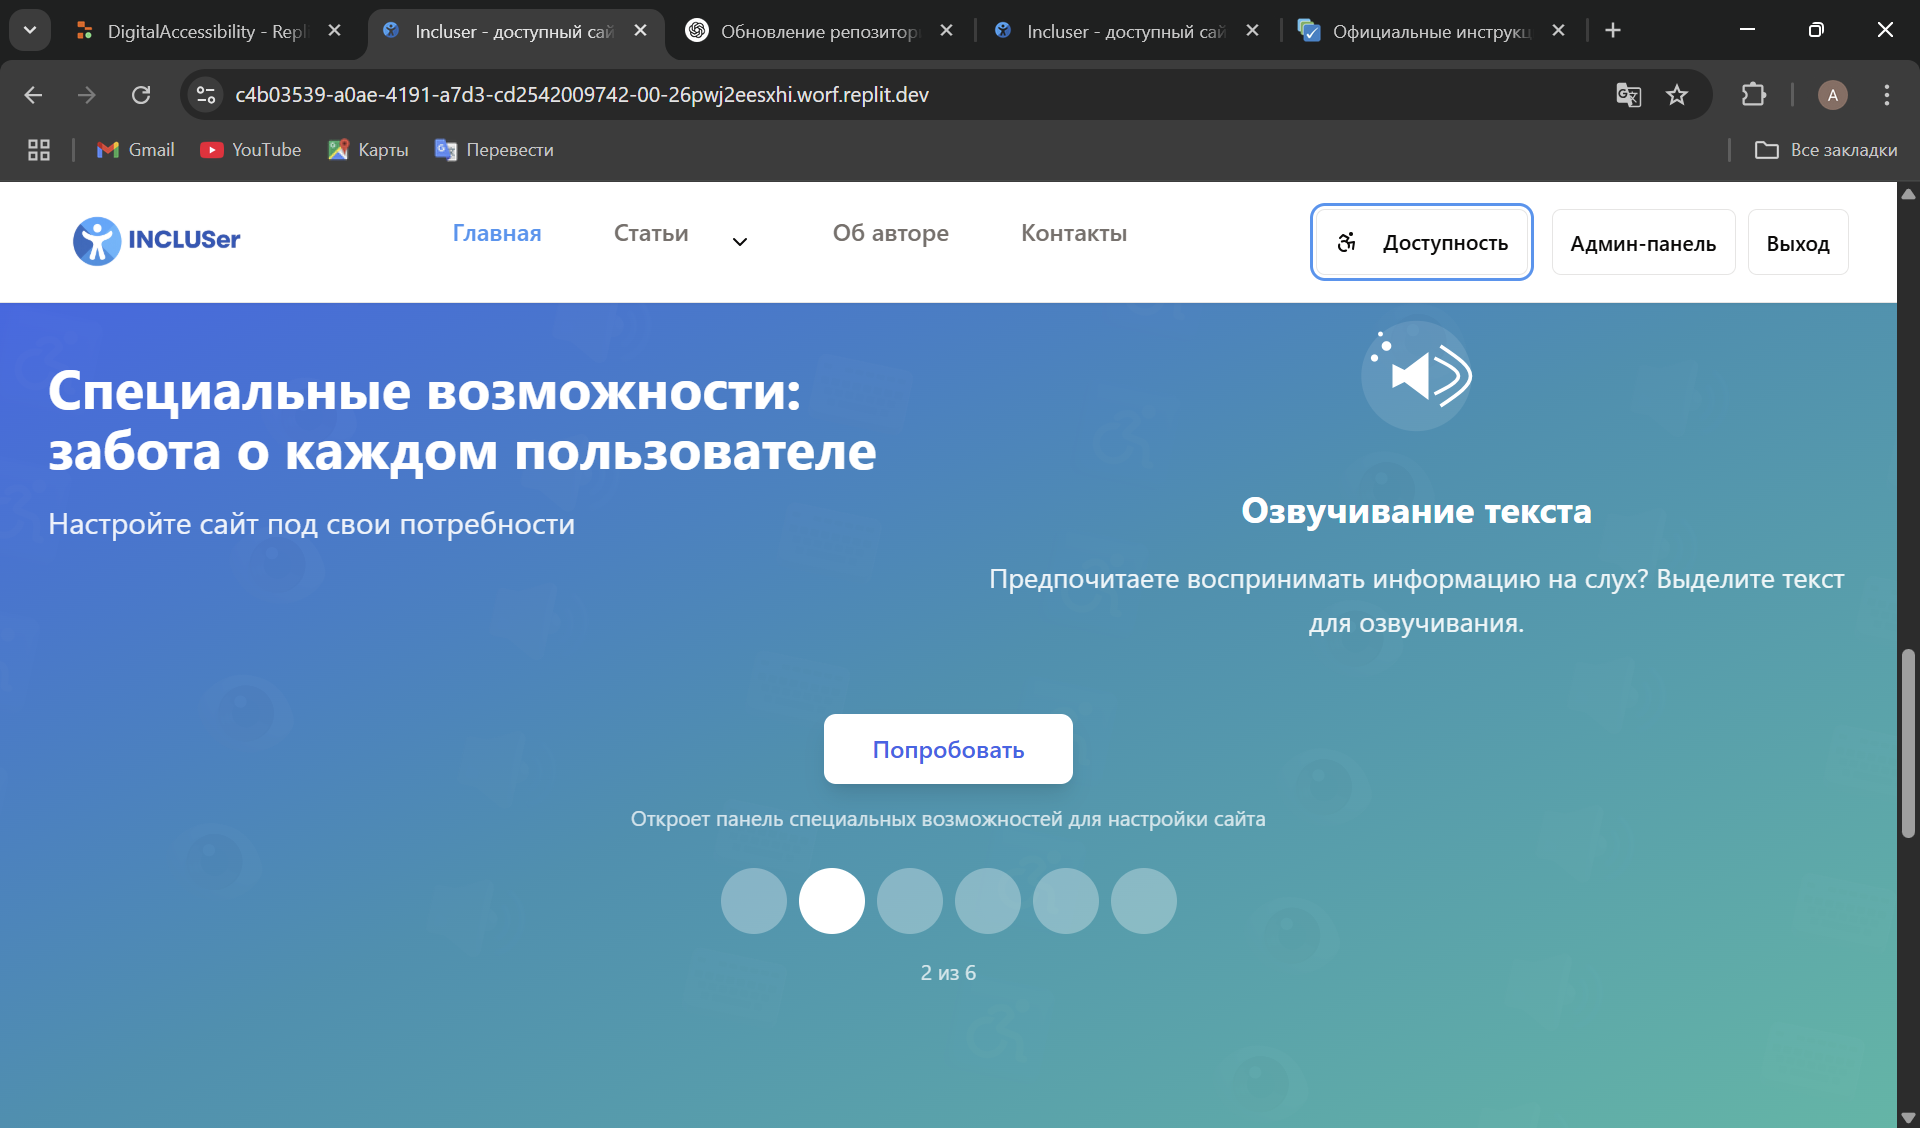 DigitalAccessibility - Repl
Incluser - доступный сай
Обновление репозитор
Incluser - доступный сай
Официальные инструкц
c4b03539-a0ae-4191-a7d3-cd2542009742-00-26pwj2eesxhi.worf.replit.dev
A
Gmail
YouTube
Карты
Перевести
Все закладки
INCLUSer
Главная
Статьи
Об авторе
Контакты
Доступность
Админ-панель
Выход
Специальные возможности:
забота о каждом пользователе
Настройте сайт под свои потребности
Озвучивание текста
Предпочитаете воспринимать информацию на слух? Выделите текст
для озвучивания.
Попробовать
Откроет панель специальных возможностей для настройки сайта
2 из 6